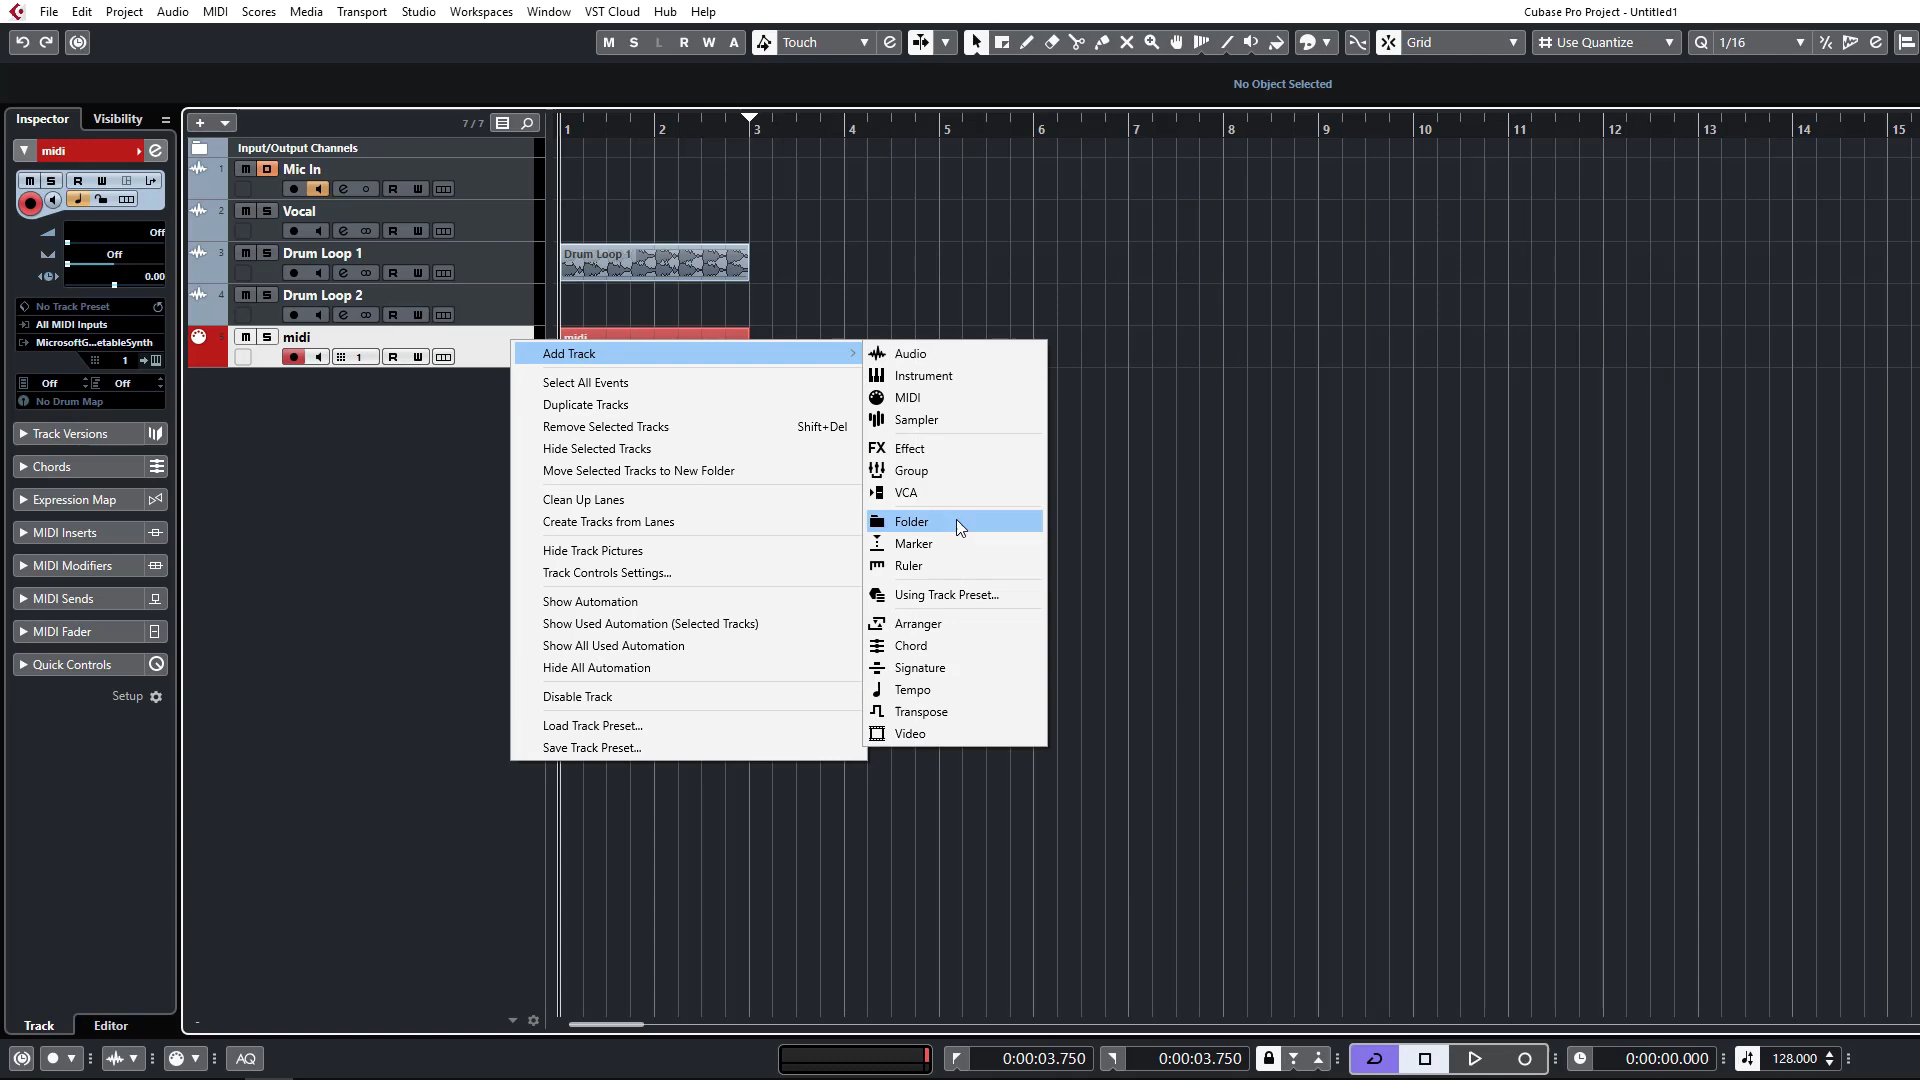 File Edit Project Audio MIDI Scores Media Transport Studio Workspaces Window VST Cloud Hub Help
Cubase Pro Project - Untitled1
M S L R W A Touch
Grid
Use Quantize
Q 1/16
No Object Selected
Inspector Visibility
7 / 7
1 2 3 4 5 6 7 8 9 10 11 12 13 14 15
Input/Output Channels
midi
M S R W
Off
Off
0.00
No Track Preset
All MIDI Inputs
MicrosoftG...etableSynth
1
Off Off
No Drum Map
Track Versions
Chords
Expression Map
MIDI Inserts
MIDI Modifiers
MIDI Sends
MIDI Fader
Quick Controls
Setup
1 M Mic In
R W
2 M S Vocal
R W
3 M S Drum Loop 1
R W
4 M S Drum Loop 2
R W
5 M S midi
1 R W
Drum Loop 1
midi
Add Track
Select All Events
Duplicate Tracks
Remove Selected Tracks Shift+Del
Hide Selected Tracks
Move Selected Tracks to New Folder
Clean Up Lanes
Create Tracks from Lanes
Hide Track Pictures
Track Controls Settings...
Show Automation
Show Used Automation (Selected Tracks)
Show All Used Automation
Hide All Automation
Disable Track
Load Track Preset...
Save Track Preset...
Audio
Instrument
MIDI
Sampler
FX Effect
Group
VCA
Folder
Marker
Ruler
Using Track Preset...
Arranger
Chord
Signature
Tempo
Transpose
Video
Track Editor
AQ
0:00:03.750
0:00:03.750
0:00:00.000
128.000